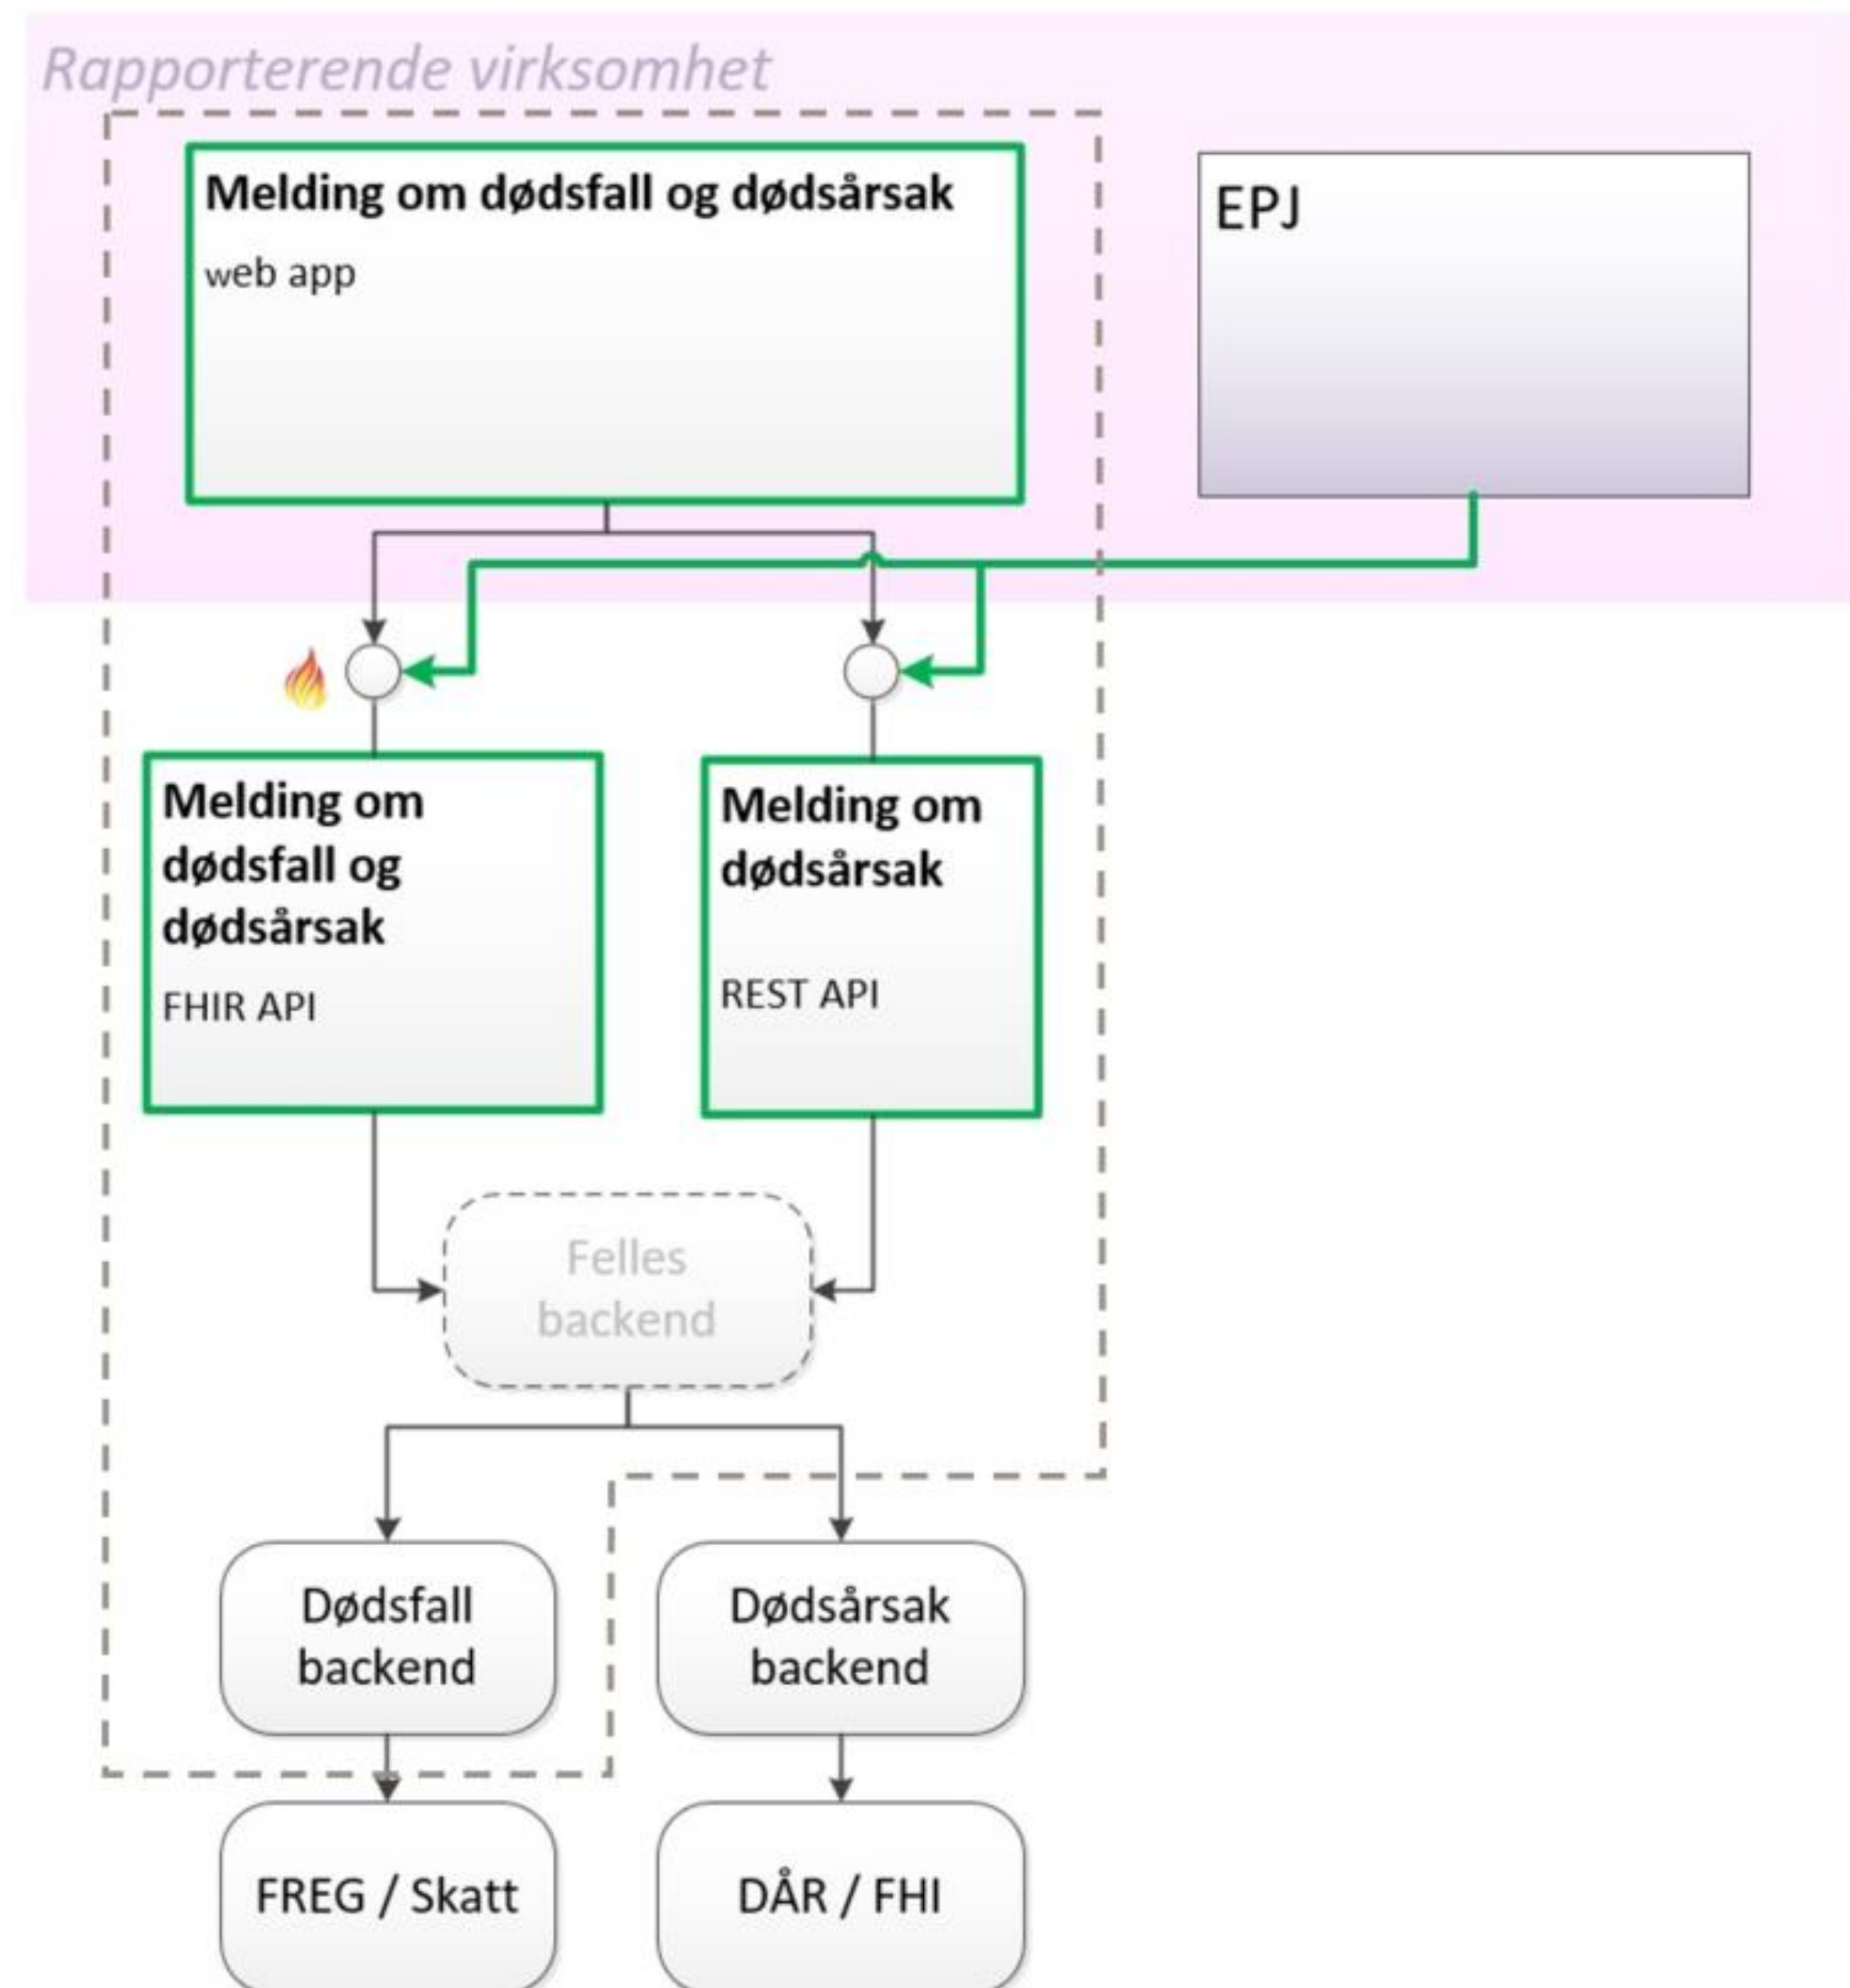 Rapporterende virksomhet
Melding om dødsfall og dødsårsak
web app
EPJ
Melding om
dødsfall og
dødsårsak
FHIR API
Melding om
dødsårsak
REST API
Felles
backend
Dødsfall
backend
Dødsårsak
backend
FREG / Skatt
DÅR / FHI